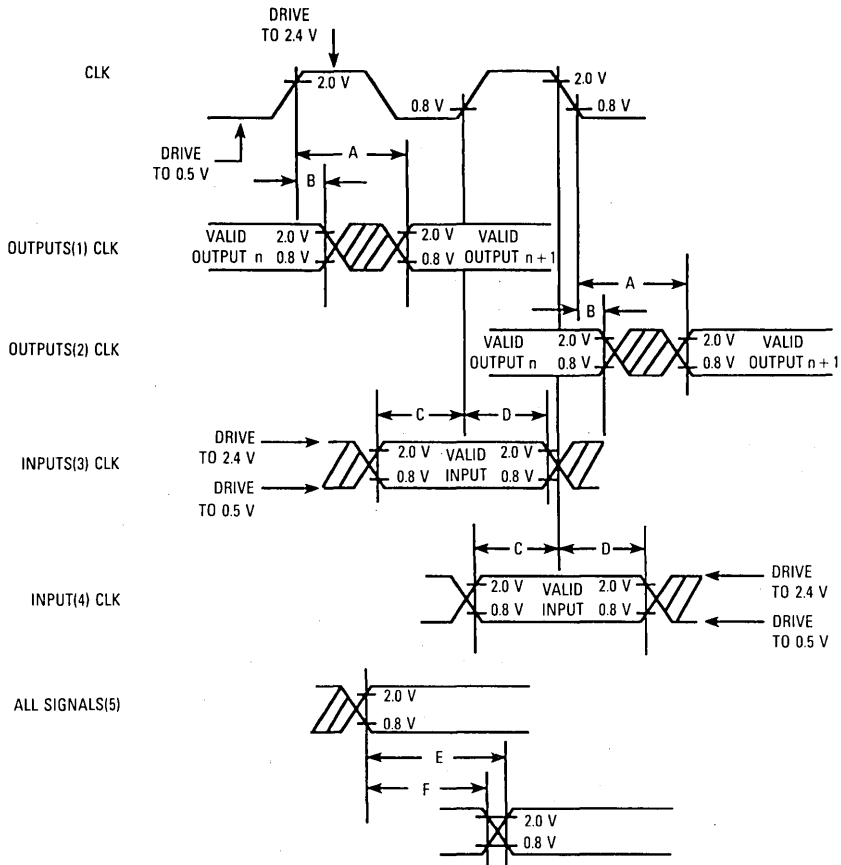 DRIVE
TO 2.4 V
CLK
2.0 V
0.8 V
2.0 V
0.8 V
DRIVE
TO 0.5 V
A
B
OUTPUTS(1) CLK
VALID
OUTPUT n
2.0 V
0.8 V
2.0 V
0.8 V
VALID
OUTPUT n + 1
A
B
OUTPUTS(2) CLK
VALID
OUTPUT n
2.0 V
0.8 V
2.0 V
0.8 V
VALID
OUTPUT n + 1
C
D
INPUTS(3) CLK
DRIVE
TO 2.4 V
DRIVE
TO 0.5 V
2.0 V
0.8 V
VALID
INPUT
2.0 V
0.8 V
C
D
INPUT(4) CLK
2.0 V
0.8 V
VALID
INPUT
2.0 V
0.8 V
DRIVE
TO 2.4 V
DRIVE
TO 0.5 V
ALL SIGNALS(5)
2.0 V
0.8 V
E
F
2.0 V
0.8 V